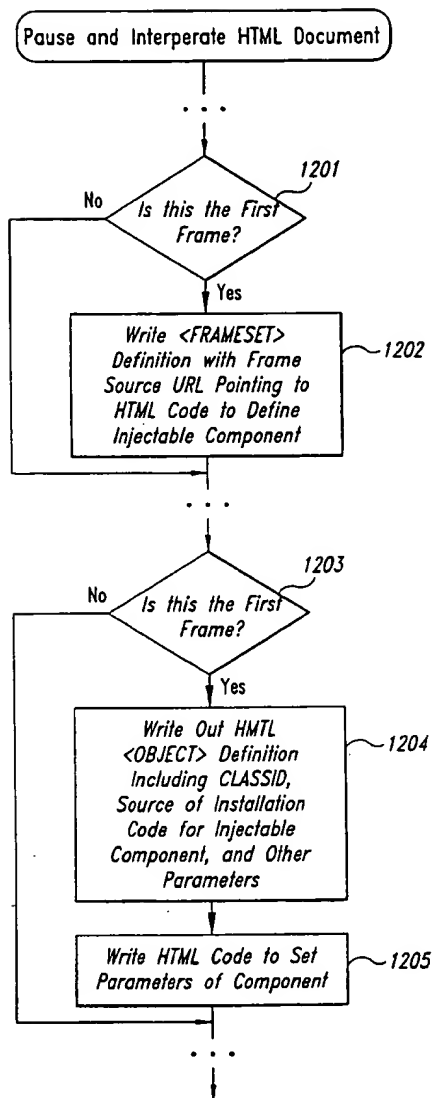 Pause and Interperate HTML Document
. . .
1201
No
Is this the First
Frame?
Yes
Write <FRAMESET>
Definition with Frame
Source URL Pointing to
HTML Code to Define
Injectable Component
1202
. . .
1203
No
Is this the First
Frame?
Yes
Write Out HMTL
<OBJECT> Definition
Including CLASSID,
Source of Installation
Code for Injectable
Component, and Other
Parameters
1204
Write HTML Code to Set
Parameters of Component
1205
. . .